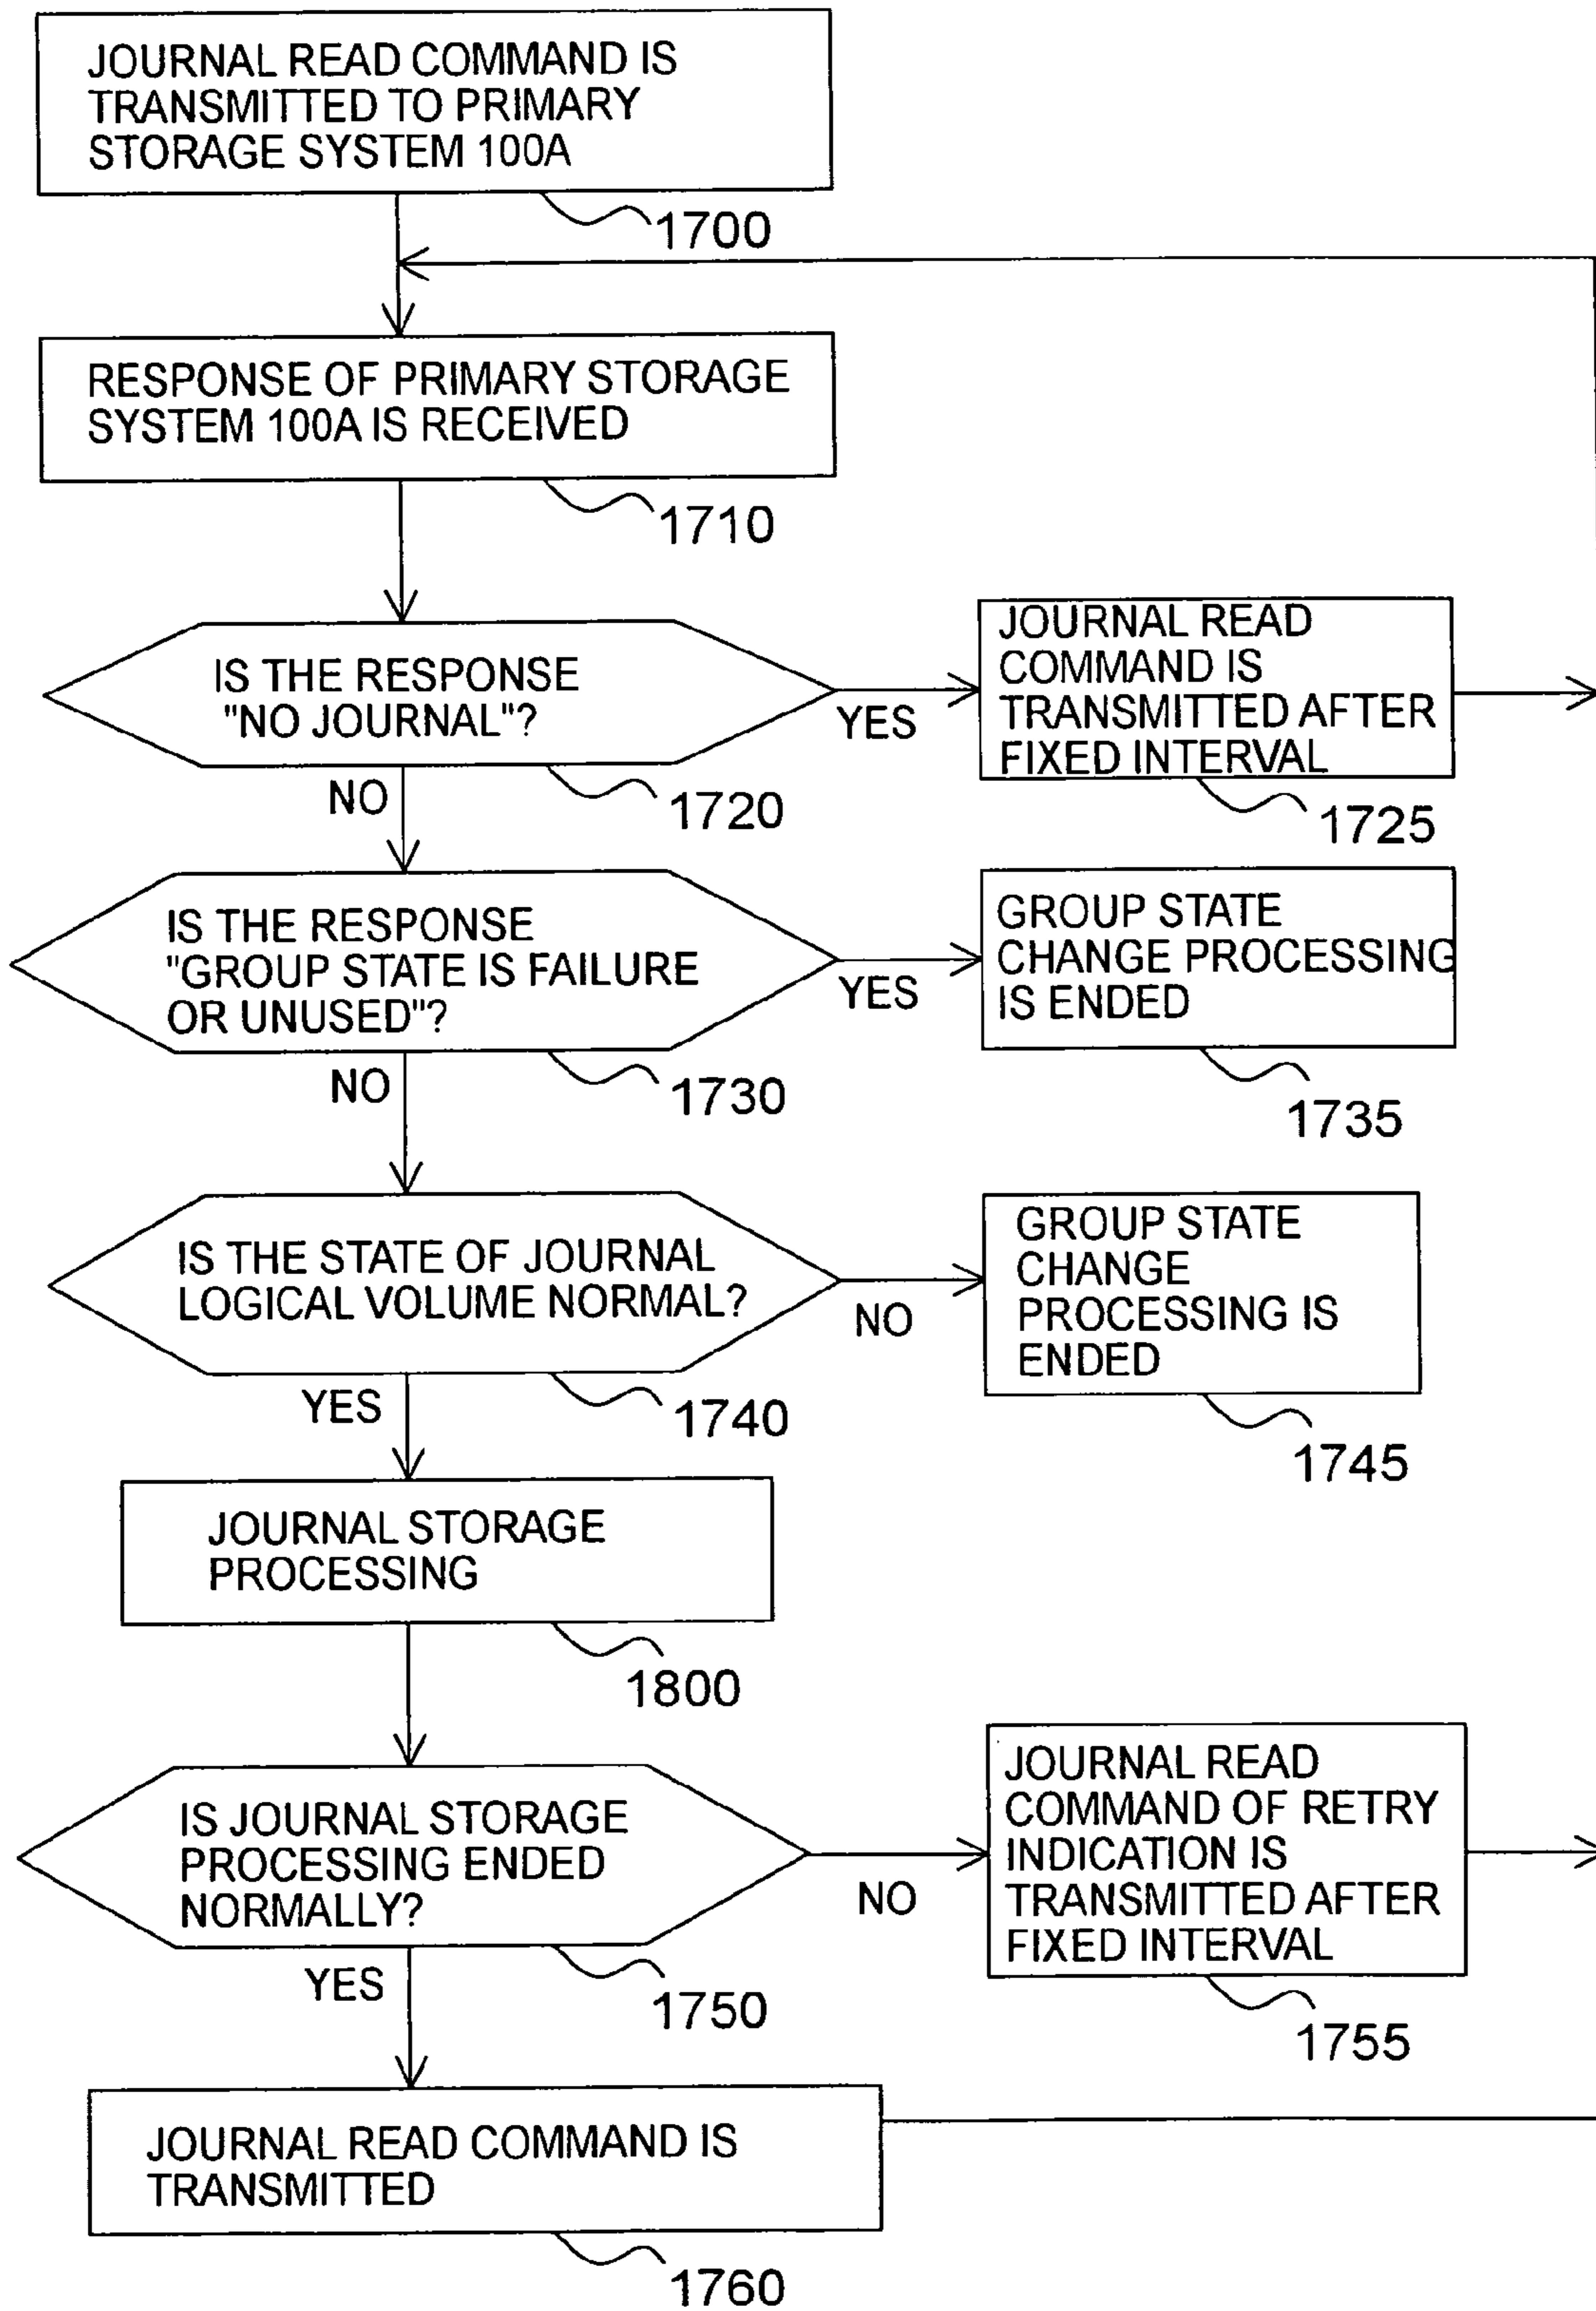 JOURNAL READ COMMAND IS
TRANSMITTED TO PRIMARY
STORAGE SYSTEM 100A
1700
RESPONSE OF PRIMARY STORAGE
SYSTEM 100A IS RECEIVED
1710
IS THE RESPONSE
"NO JOURNAL"?
YES
NO
1720
JOURNAL READ
COMMAND IS
TRANSMITTED AFTER
FIXED INTERVAL
1725
IS THE RESPONSE
"GROUP STATE IS FAILURE
OR UNUSED"?
YES
NO
1730
GROUP STATE
CHANGE PROCESSING
IS ENDED
1735
IS THE STATE OF JOURNAL
LOGICAL VOLUME NORMAL?
NO
YES
1740
GROUP STATE
CHANGE
PROCESSING IS
ENDED
1745
JOURNAL STORAGE
PROCESSING
1800
IS JOURNAL STORAGE
PROCESSING ENDED
NORMALLY?
NO
YES
1750
JOURNAL READ
COMMAND OF RETRY
INDICATION IS
TRANSMITTED AFTER
FIXED INTERVAL
1755
JOURNAL READ COMMAND IS
TRANSMITTED
1760